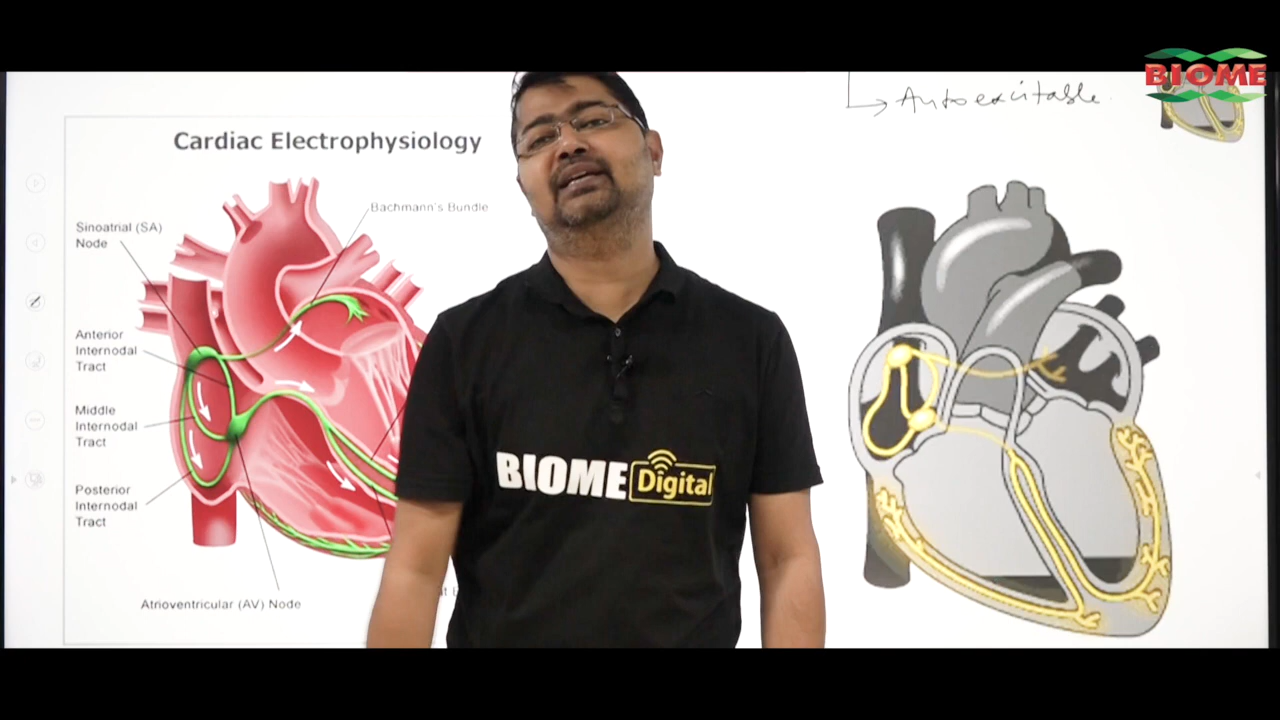 BIOME
Autoexcitable
Cardiac Electrophysiology
Bachmann's Bundle
Sinoatrial (SA)
Node
Anterior
Internodal
Tract
Middle
Internodal
Tract
Posterior
Internodal
Tract
Atrioventricular (AV) Node
BIOME Digital